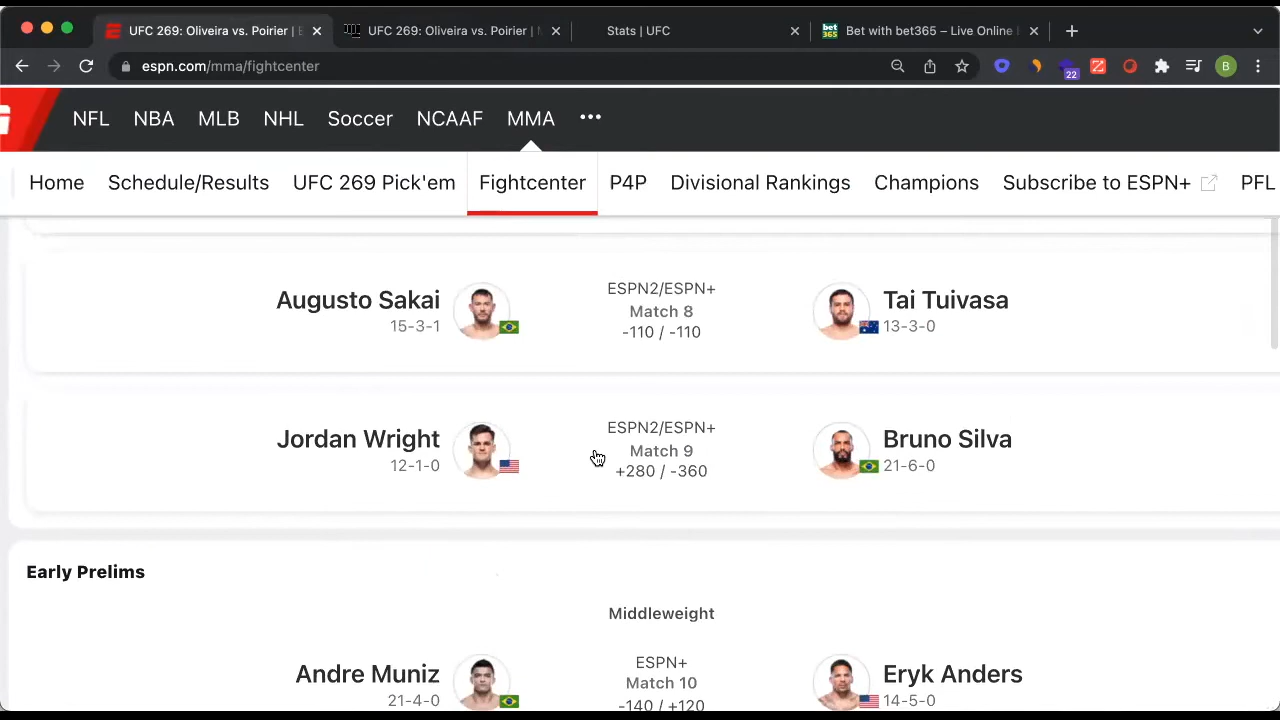 UFC 269: Oliveira vs. Poirier | E
UFC 269: Oliveira vs. Poirier |
Stats | UFC
bet365
Bet with bet365 – Live Online
espn.com/mma/fightcenter
22
B
NFL NBA MLB NHL Soccer NCAAF MMA
Home Schedule/Results UFC 269 Pick'em Fightcenter P4P Divisional Rankings Champions Subscribe to ESPN+ PFL
Augusto Sakai
15-3-1
ESPN2/ESPN+
Match 8
-110 / -110
Tai Tuivasa
13-3-0
Jordan Wright
12-1-0
ESPN2/ESPN+
Match 9
+280 / -360
Bruno Silva
21-6-0
Early Prelims
Middleweight
Andre Muniz
21-4-0
ESPN+
Match 10
-140 / +120
Eryk Anders
14-5-0